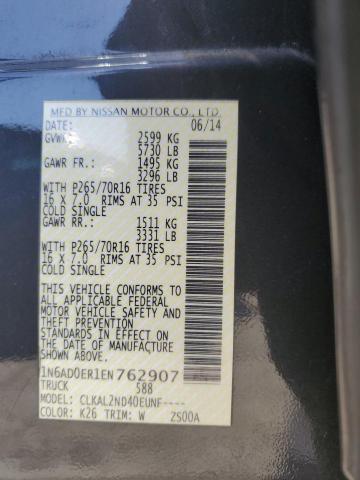 MFD BY NISSAN MOTOR CO., LTD.
DATE: 06/14
GVWR 2599 KG
5730 LB
GAWR FR.: 1495 KG
3296 LB
WITH P265/70R16 TIRES
16 X 7.0 RIMS AT 35 PSI
COLD SINGLE
GAWR RR.: 1511 KG
3331 LB
WITH P265/70R16 TIRES
16 X 7.0 RIMS AT 35 PSI
COLD SINGLE
THIS VEHICLE CONFORMS TO
ALL APPLICABLE FEDERAL
MOTOR VEHICLE SAFETY
AND THEFT PREVENTION
STANDARDS IN EFFECT ON
THE DATE OF MANUFACTURE
SHOWN ABOVE.
1N6AD0ER1EN762907
TRUCK 588
MODEL: CLKAL2ND40EUNF----
COLOR: K26 TRIM: W 2S00A